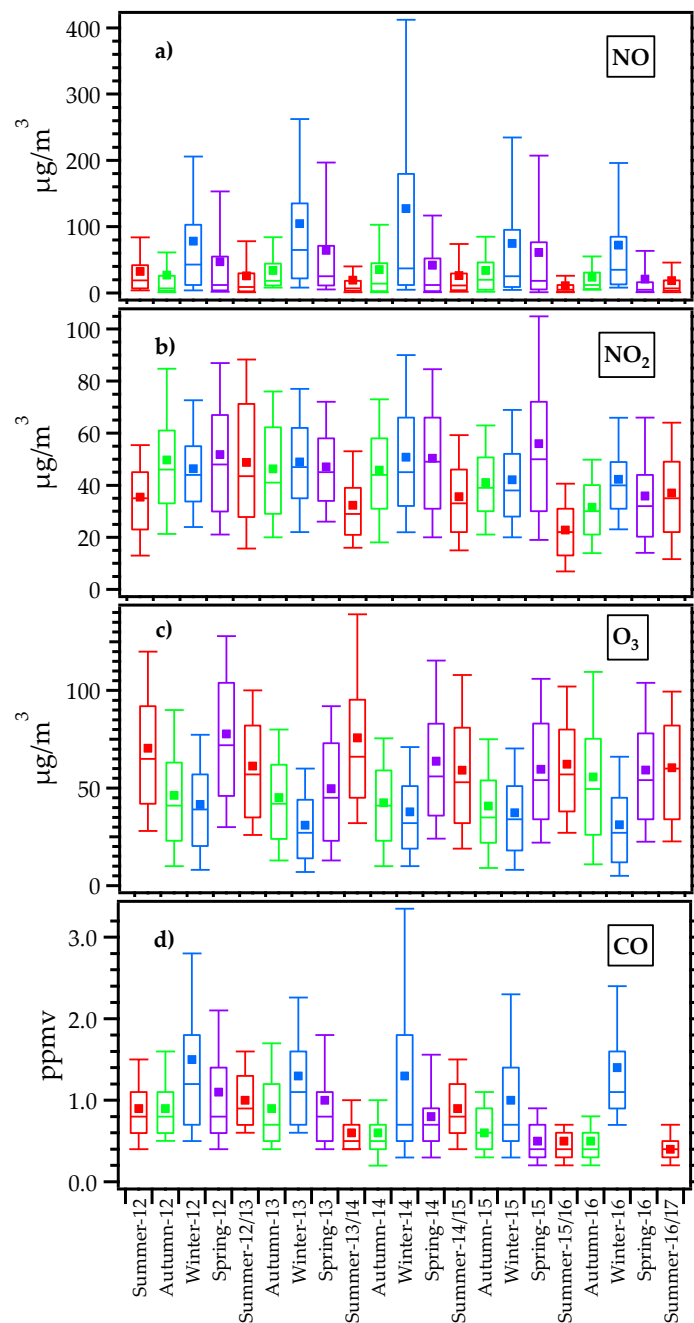 400
300
200
100
0
µg/m3
a)
NO
100
80
60
40
20
0
µg/m3
b)
NO2
100
50
0
µg/m3
c)
O3
3.0
2.0
1.0
0.0
ppmv
d)
CO
Summer-12
Autumn-12
Winter-12
Spring-12
Summer-12/13
Autumn-13
Winter-13
Spring-13
Summer-13/14
Autumn-14
Winter-14
Spring-14
Summer-14/15
Autumn-15
Winter-15
Spring-15
Summer-15/16
Autumn-16
Winter-16
Spring-16
Summer-16/17